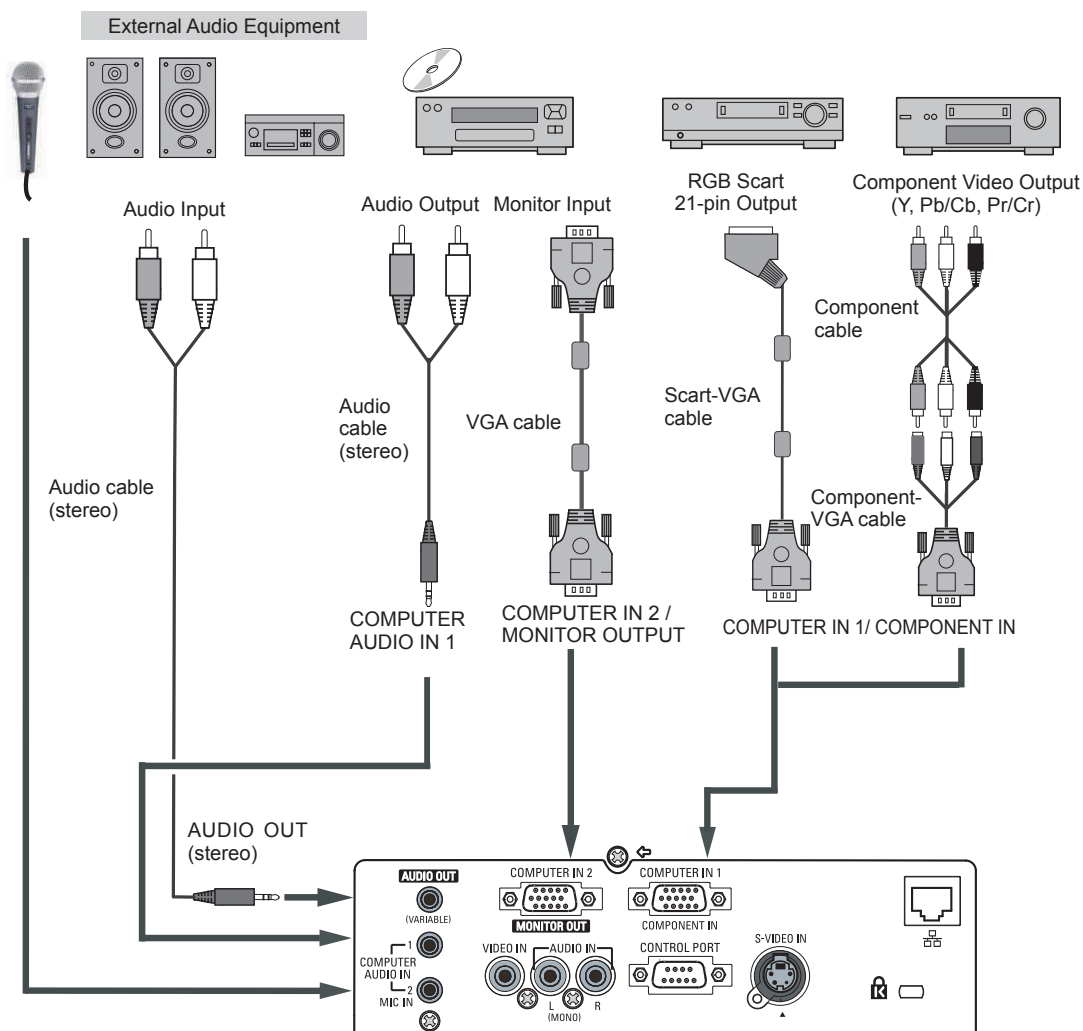 External Audio Equipment
Audio Input
Audio Output
Monitor Input
RGB Scart
21-pin Output
Component Video Output
(Y, Pb/Cb, Pr/Cr)
Component
cable
Audio
cable
(stereo)
VGA cable
Scart-VGA
cable
Audio cable
(stereo)
Component-
VGA cable
COMPUTER
AUDIO IN 1
COMPUTER IN 2 /
MONITOR OUTPUT
COMPUTER IN 1/ COMPONENT IN
AUDIO OUT
(stereo)
AUDIO OUT
(VARIABLE)
COMPUTER IN 2
MONITOR OUT
COMPUTER IN 1
COMPONENT IN
1
COMPUTER
AUDIO IN
2
MIC IN
VIDEO IN
AUDIO IN
L
(MONO)
R
CONTROL PORT
S-VIDEO IN
K